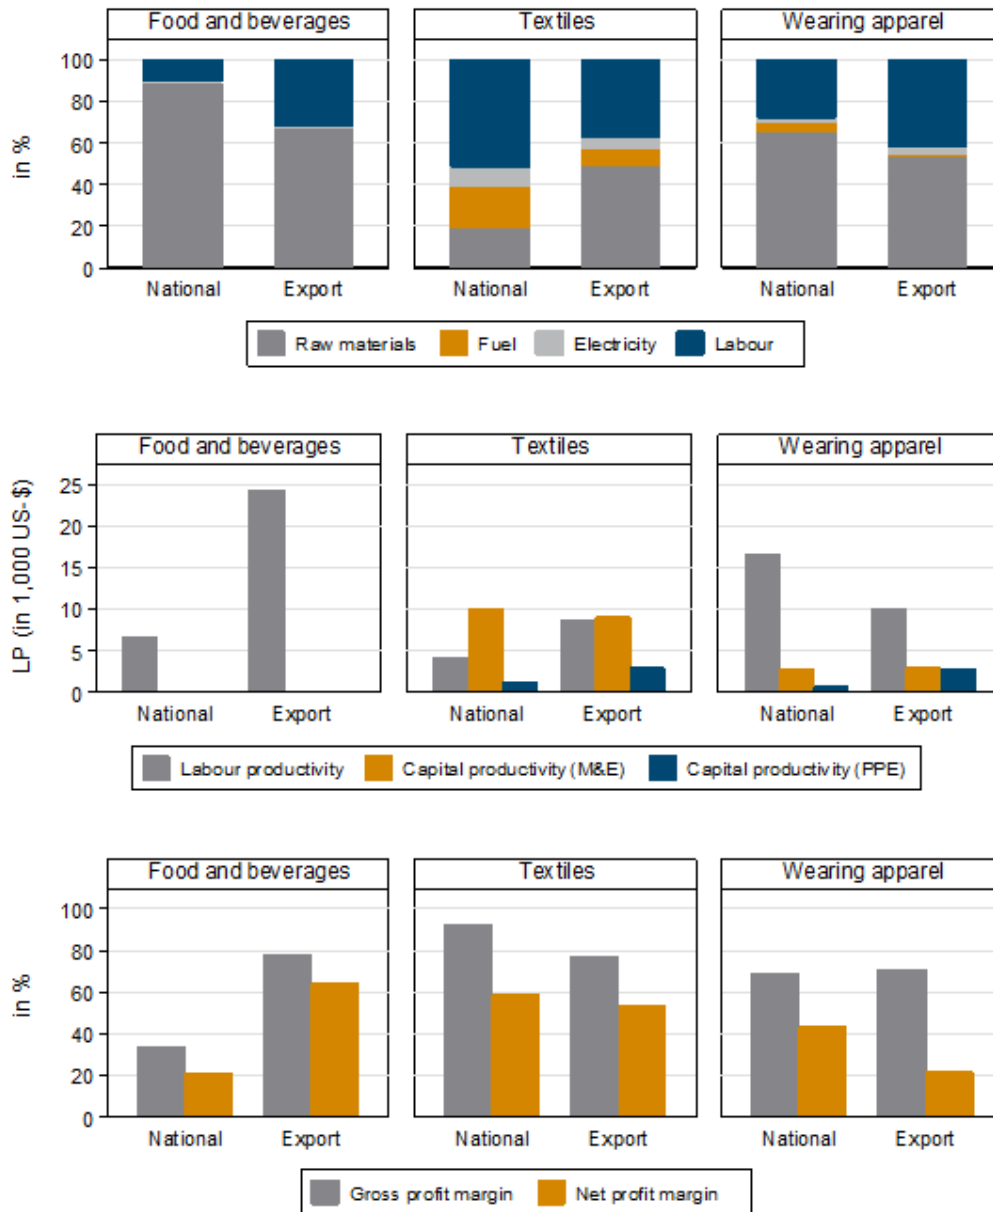 Food and beverages Textiles Wearing apparel
100
80
60
40
20
0
in %
National Export National Export National Export
Raw materials Fuel Electricity Labour
Food and beverages Textiles Wearing apparel
25
20
15
10
5
0
LP (in 1,000 US-$)
National Export National Export National Export
Labour productivity Capital productivity (M&E) Capital productivity (PPE)
Food and beverages Textiles Wearing apparel
100
80
60
40
20
0
in %
National Export National Export National Export
Gross profit margin Net profit margin